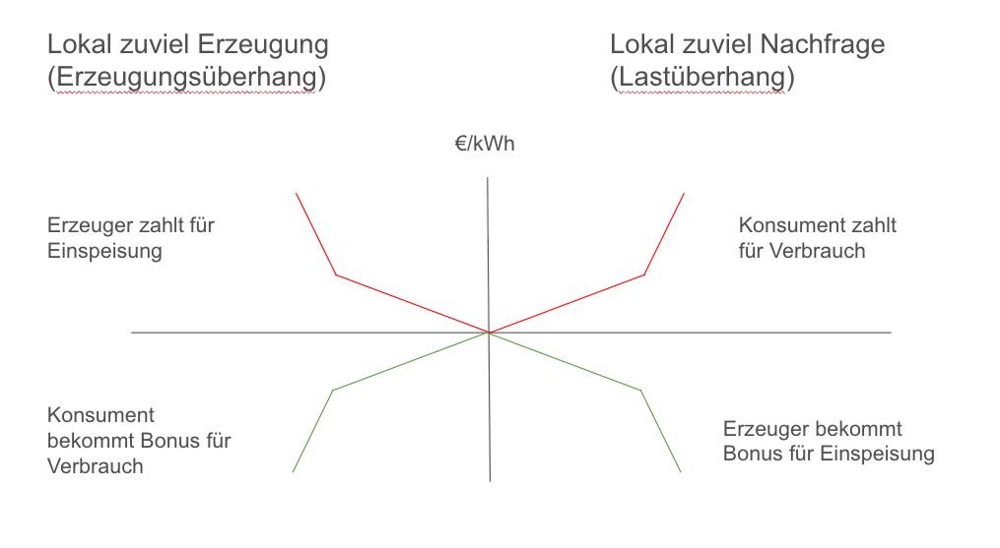 Lokal zuviel Erzeugung
(Erzeugungsüberhang)
Lokal zuviel Nachfrage
(Lastüberhang)
€/kWh
Erzeuger zahlt für
Einspeisung
Konsument zahlt
für Verbrauch
Konsument
bekommt Bonus für
Verbrauch
Erzeuger bekommt
Bonus für Einspeisung